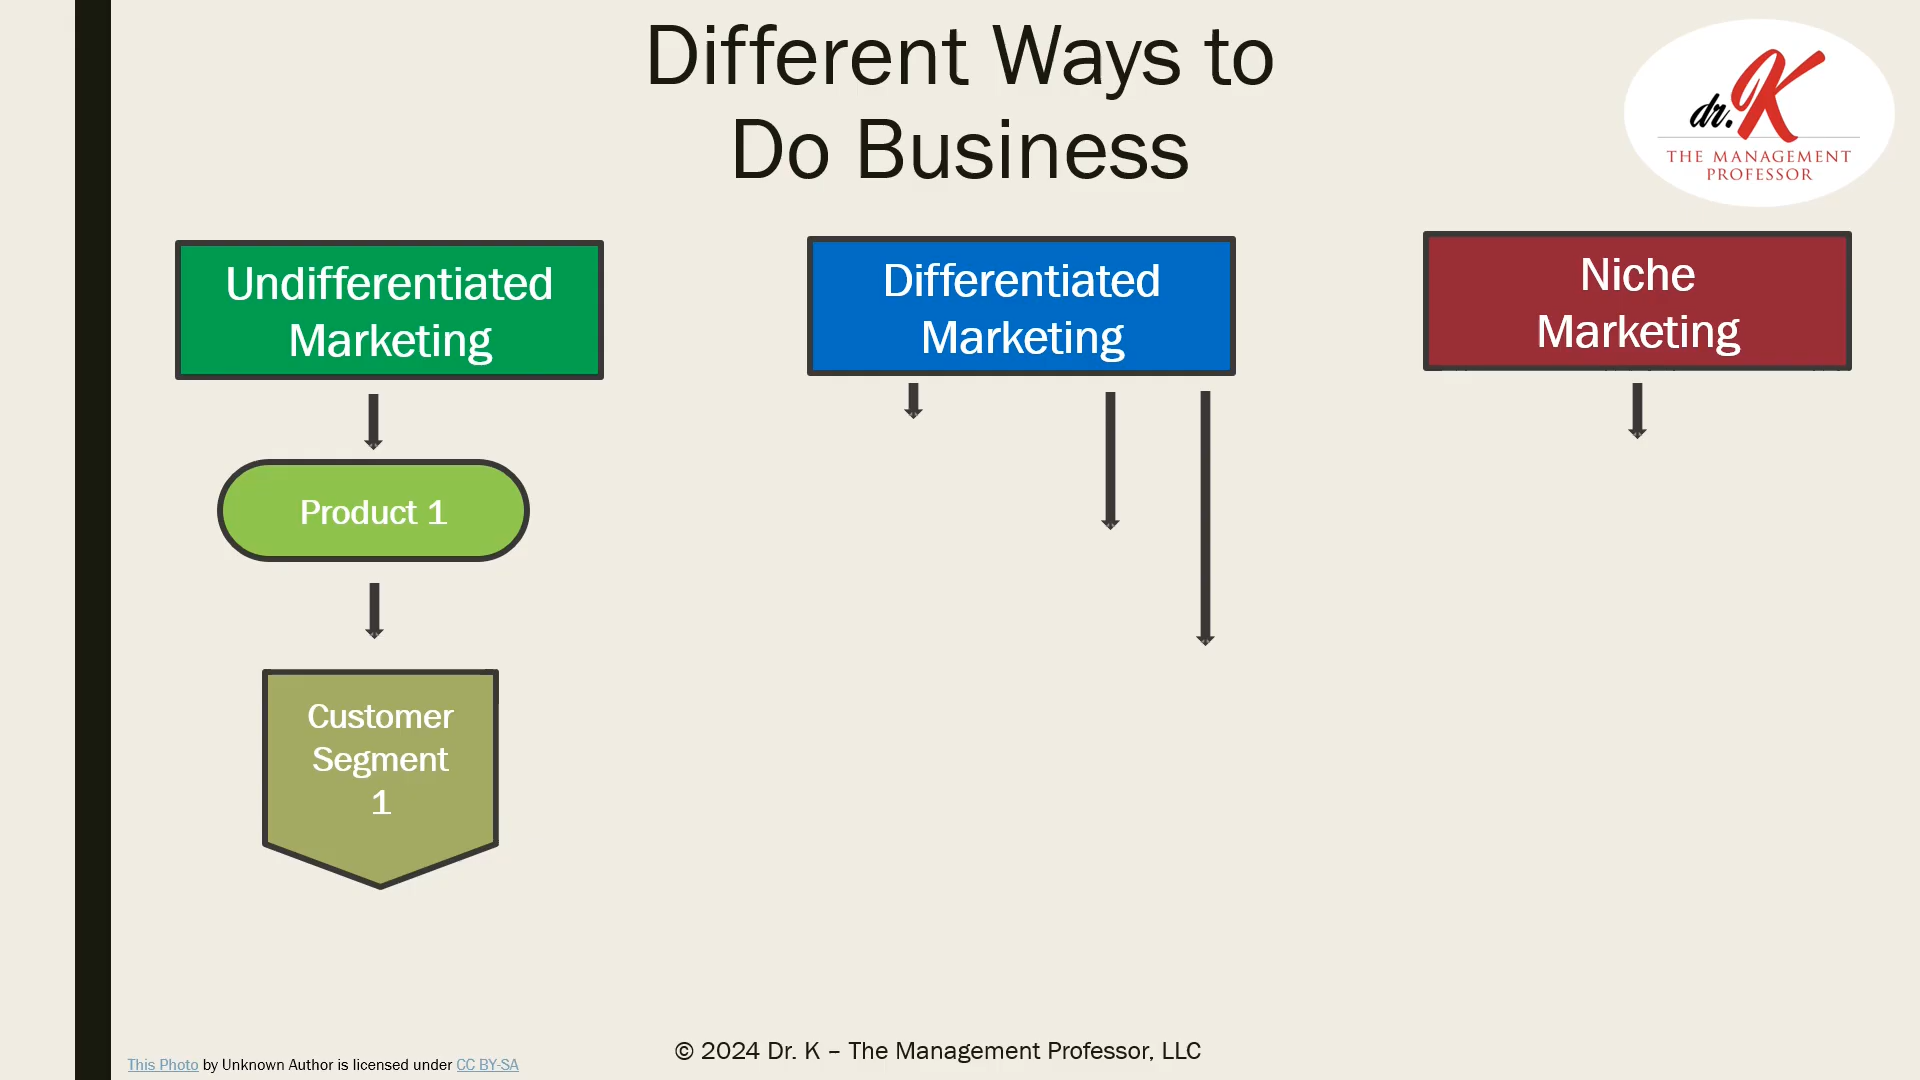 Different Ways to
Do Business
dr. K
THE MANAGEMENT
PROFESSOR
Undifferentiated
Marketing
Differentiated
Marketing
Niche
Marketing
Product 1
Customer
Segment
1
© 2024 Dr. K – The Management Professor, LLC
This Photo by Unknown Author is licensed under CC BY-SA